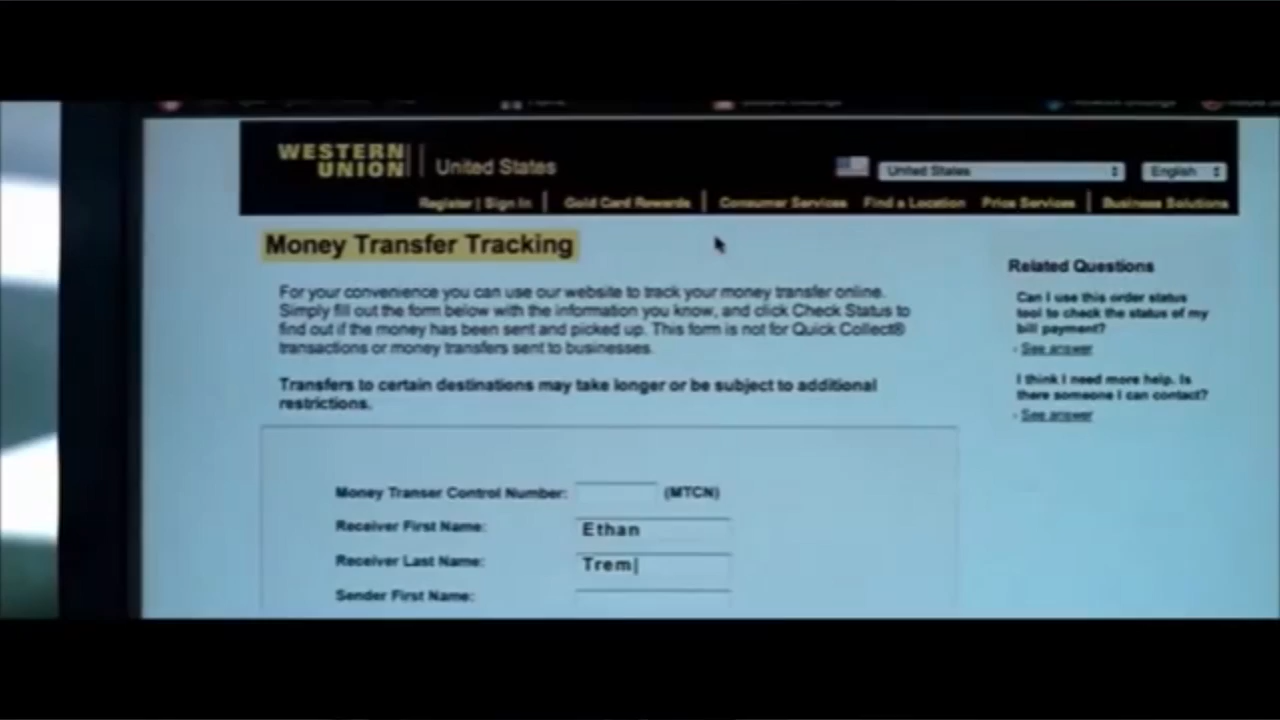 WESTERN
UNION
United States
United States
English
Register | Sign In
Gold Card Rewards
Consumer Services
Find a Location
Price Services
Business Solutions
Money Transfer Tracking
For your convenience you can use our website to track your money transfer online.
Simply fill out the form below with the information you know, and click Check Status to
find out if the money has been sent and picked up. This form is not for Quick Collect®
transactions or money transfers sent to businesses.
Transfers to certain destinations may take longer or be subject to additional
restrictions.
Money Transer Control Number:
(MTCN)
Receiver First Name:
Ethan
Receiver Last Name:
Trem
Sender First Name:
Related Questions
Can I use this order status
tool to check the status of my
bill payment?
- See answer
I think I need more help. Is
there someone I can contact?
- See answer